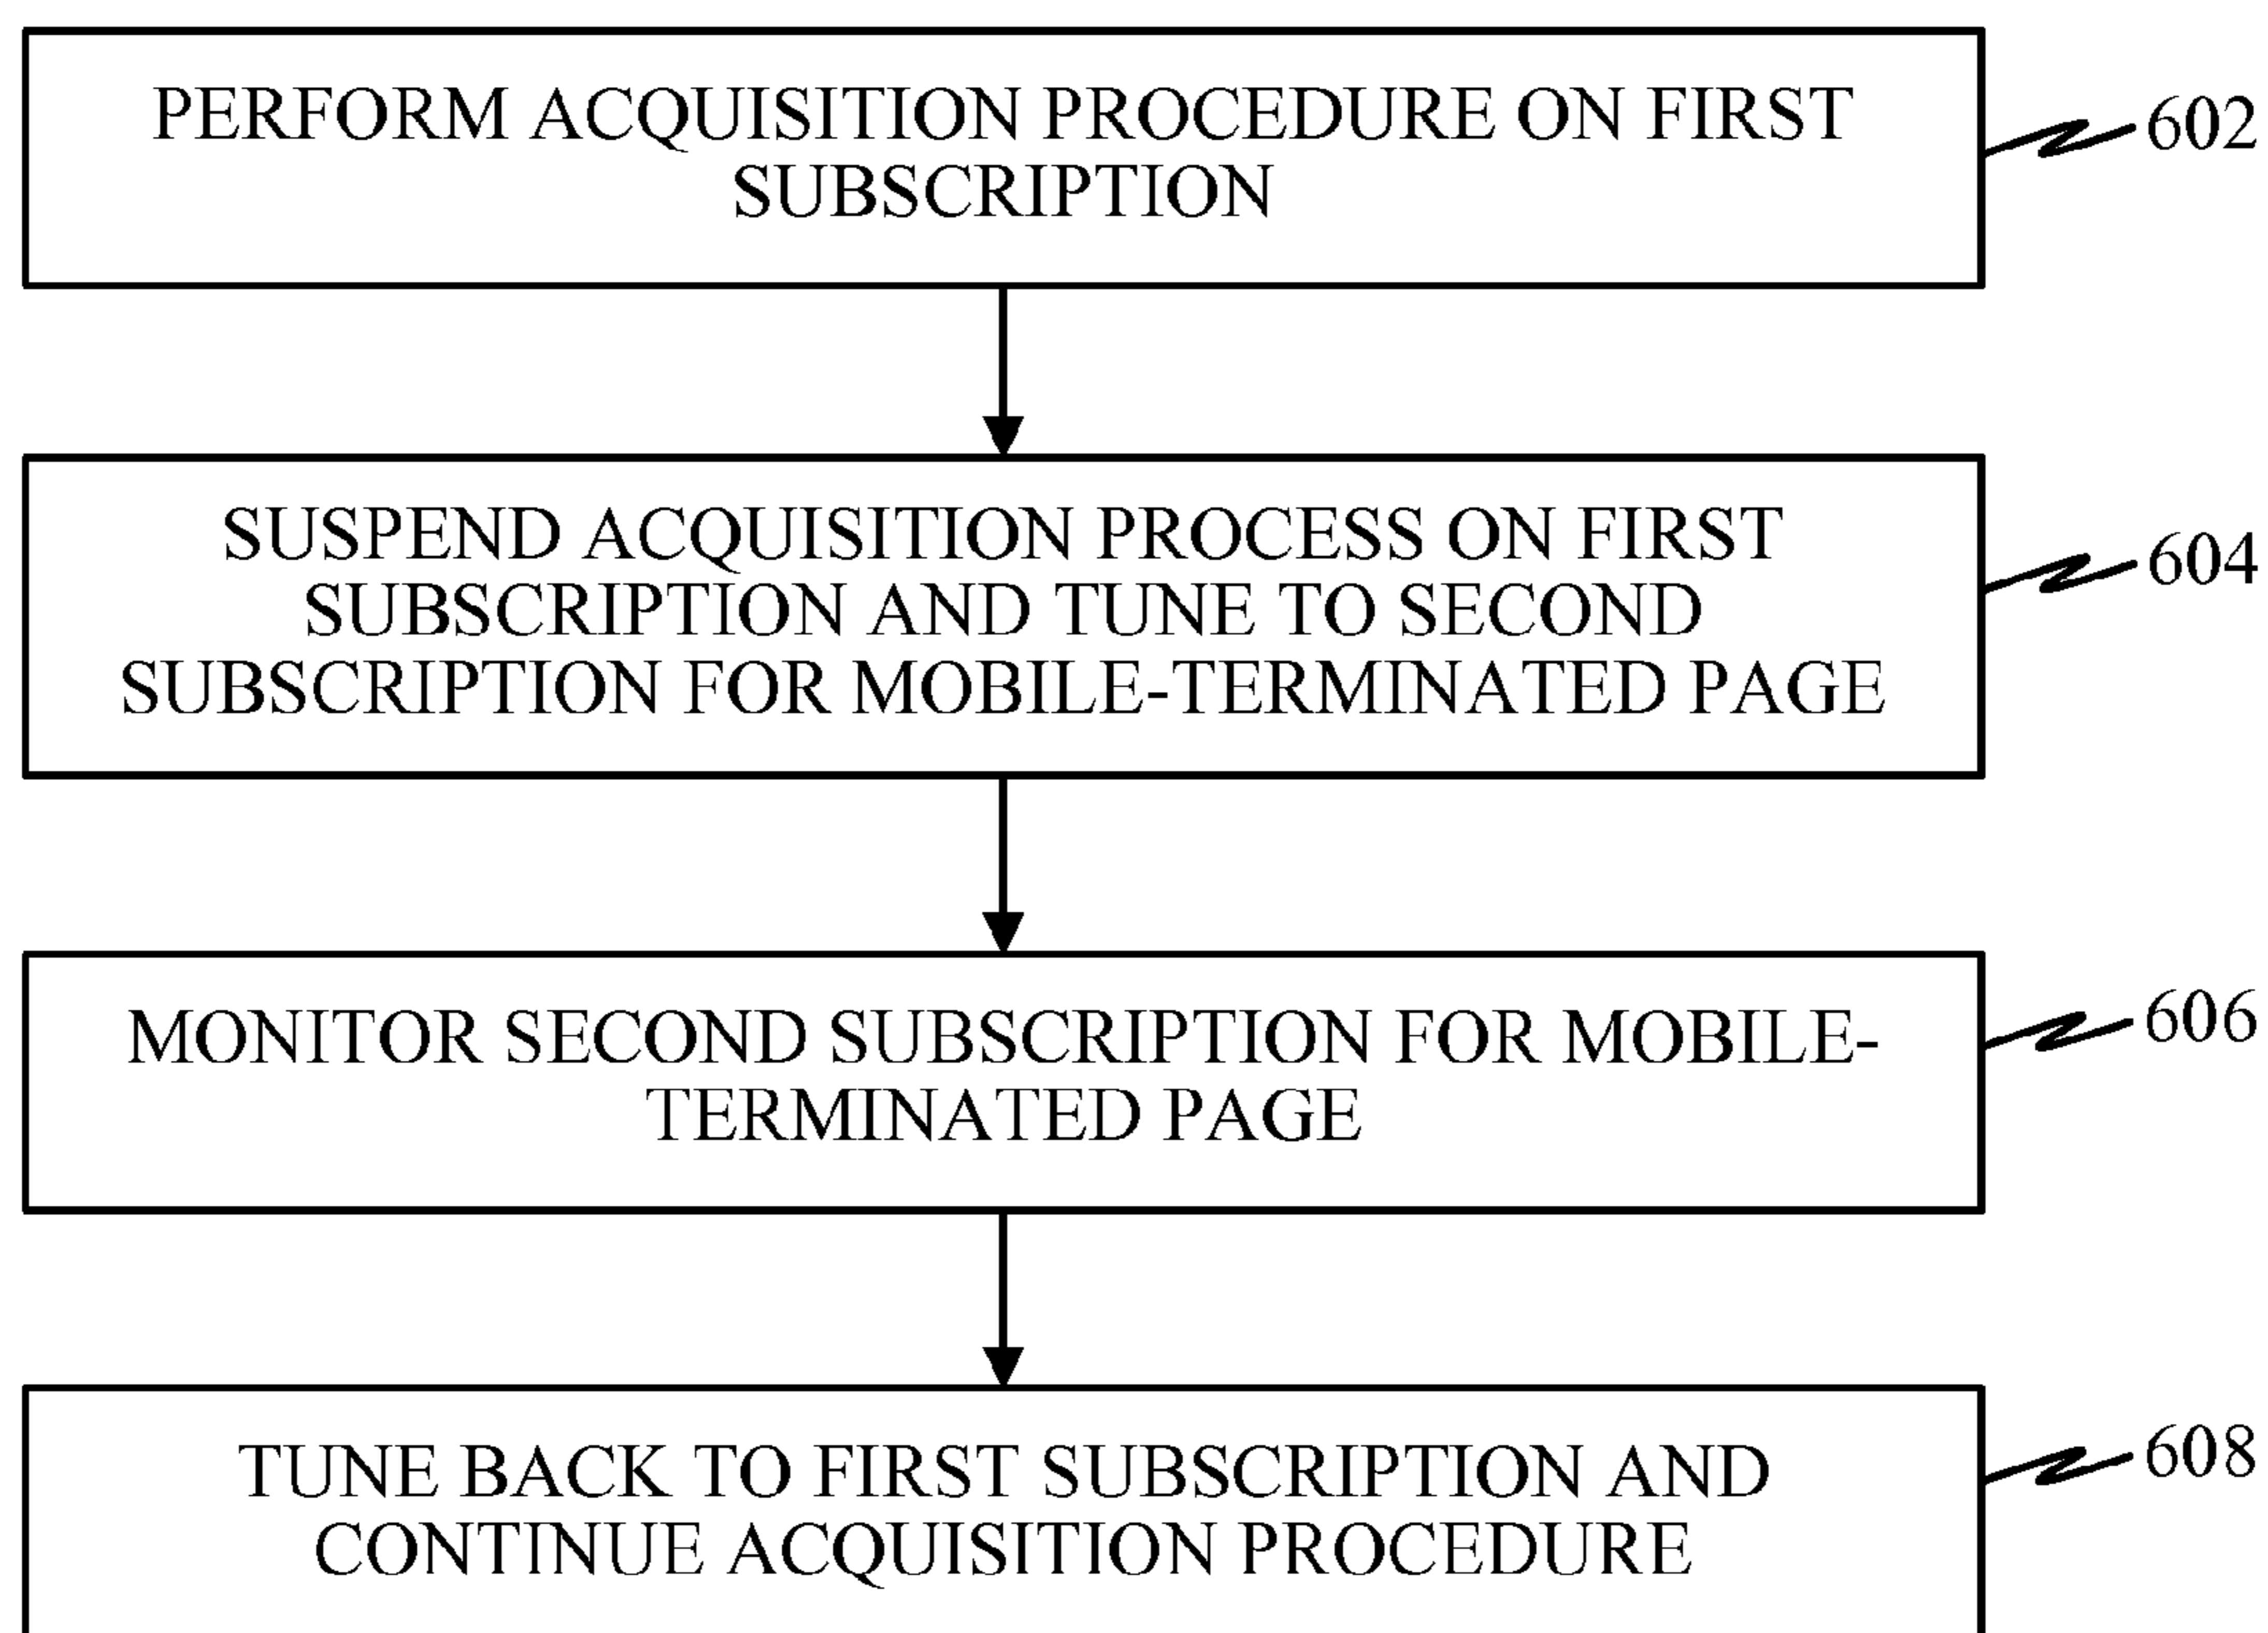 PERFORM ACQUISITION PROCEDURE ON FIRST
SUBSCRIPTION
602
SUSPEND ACQUISITION PROCESS ON FIRST
SUBSCRIPTION AND TUNE TO SECOND
SUBSCRIPTION FOR MOBILE-TERMINATED PAGE
604
MONITOR SECOND SUBSCRIPTION FOR MOBILE-
TERMINATED PAGE
606
TUNE BACK TO FIRST SUBSCRIPTION AND
CONTINUE ACQUISITION PROCEDURE
608